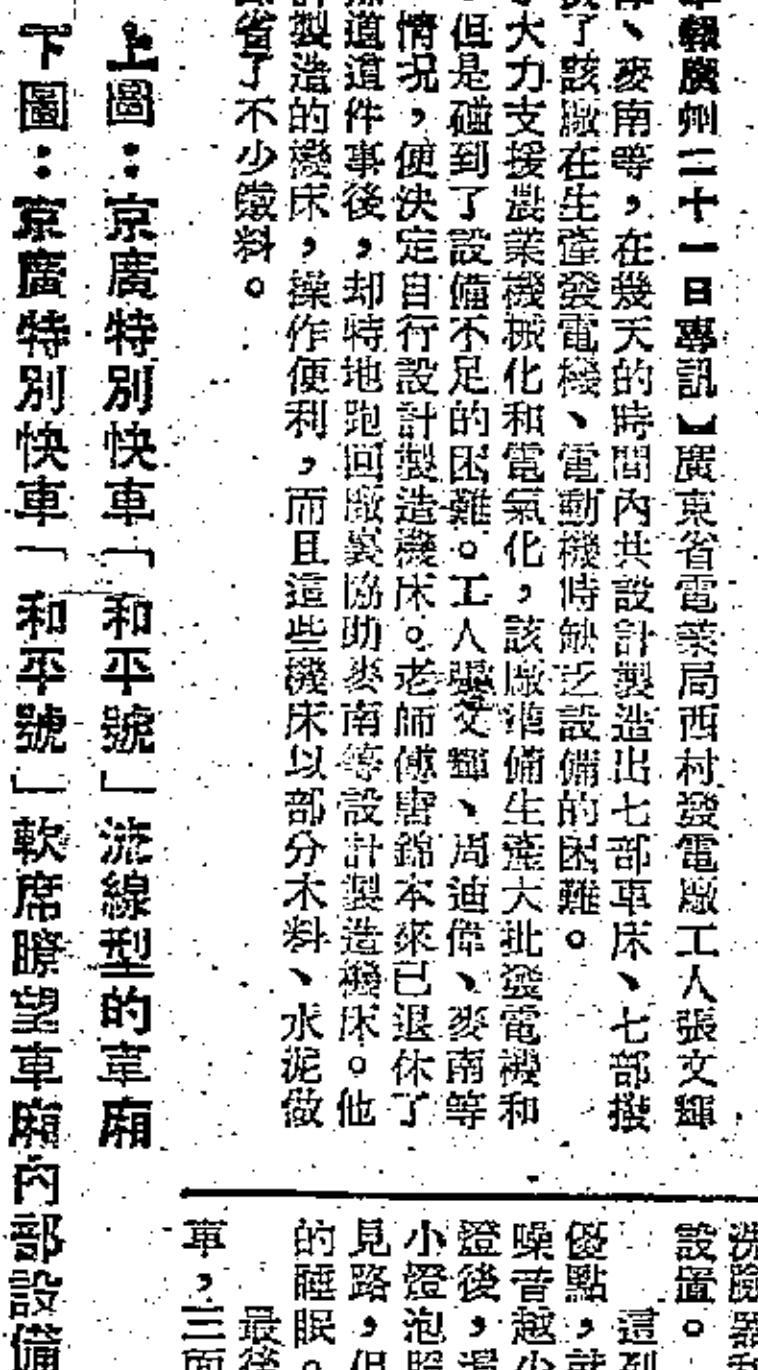 報廣州二十一日專訊】廣東省電業局西村發電廠工人張文輝
、麥南等，在幾天的時間內共設計製造出七部車床、七部
了該廠在生產發電機、電動機時缺乏設備的困難。
大力支援農業機械化和電氣化，該廠準備生產大批發電機和
但是碰到了設備不足的困難。工人張文輝、周迪偉、麥南等
情况，便決定自行設計製造機床。老師傅唐錦本來已退休了
道這件事後，却特地跑回廠裏協助麥南等設計製造機床。他
製造的機床，操作便利，而且這些機床以部分木料、水泥做
省了不少鐵料。
上圖：京廣特別快車「和平號」流線型的車廂
下圖：京廣特別快車「和平號」軟席瞭望車廂內部設備
洗臉器
設置。
這列
優點，就
噪音越少
燈後，還
小燈泡照
見路，但
的睡眠。
最後
車，三面